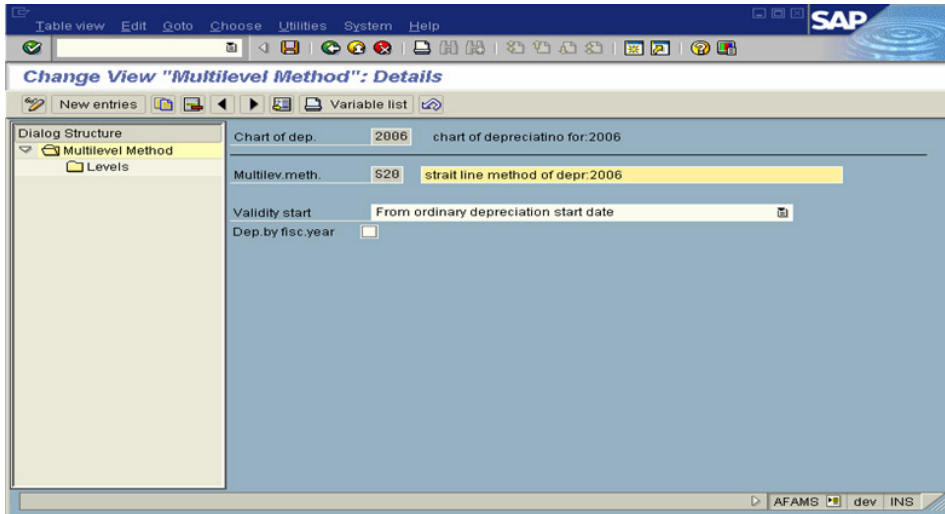 Table view Edit Goto Choose Utilities System Help
SAP
Change View "Multilevel Method": Details
New entries Variable list
Dialog Structure
Multilevel Method
Levels
Chart of dep. 2006 chart of depreciatino for:2006
Multilev.meth. S20 strait line method of depr:2006
Validity start From ordinary depreciation start date
Dep.by fisc.year
AFAMS dev INS